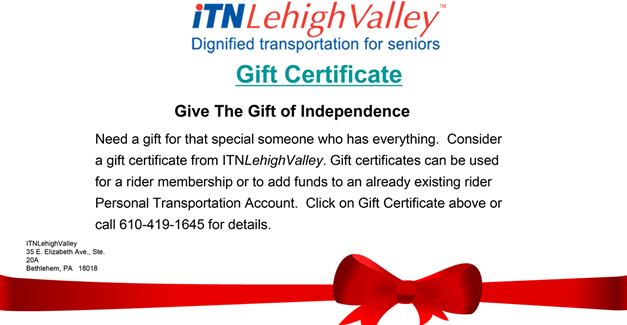 iTNLehighValley™
Dignified transportation for seniors
Gift Certificate
Give The Gift of Independence
Need a gift for that special someone who has everything.  Consider
a gift certificate from ITNLehighValley. Gift certificates can be used
for a rider membership or to add funds to an already existing rider
Personal Transportation Account.  Click on Gift Certificate above or
call 610-419-1645 for details.
ITNLehighValley
35 E. Elizabeth Ave., Ste.
20A
Bethlehem, PA  18018